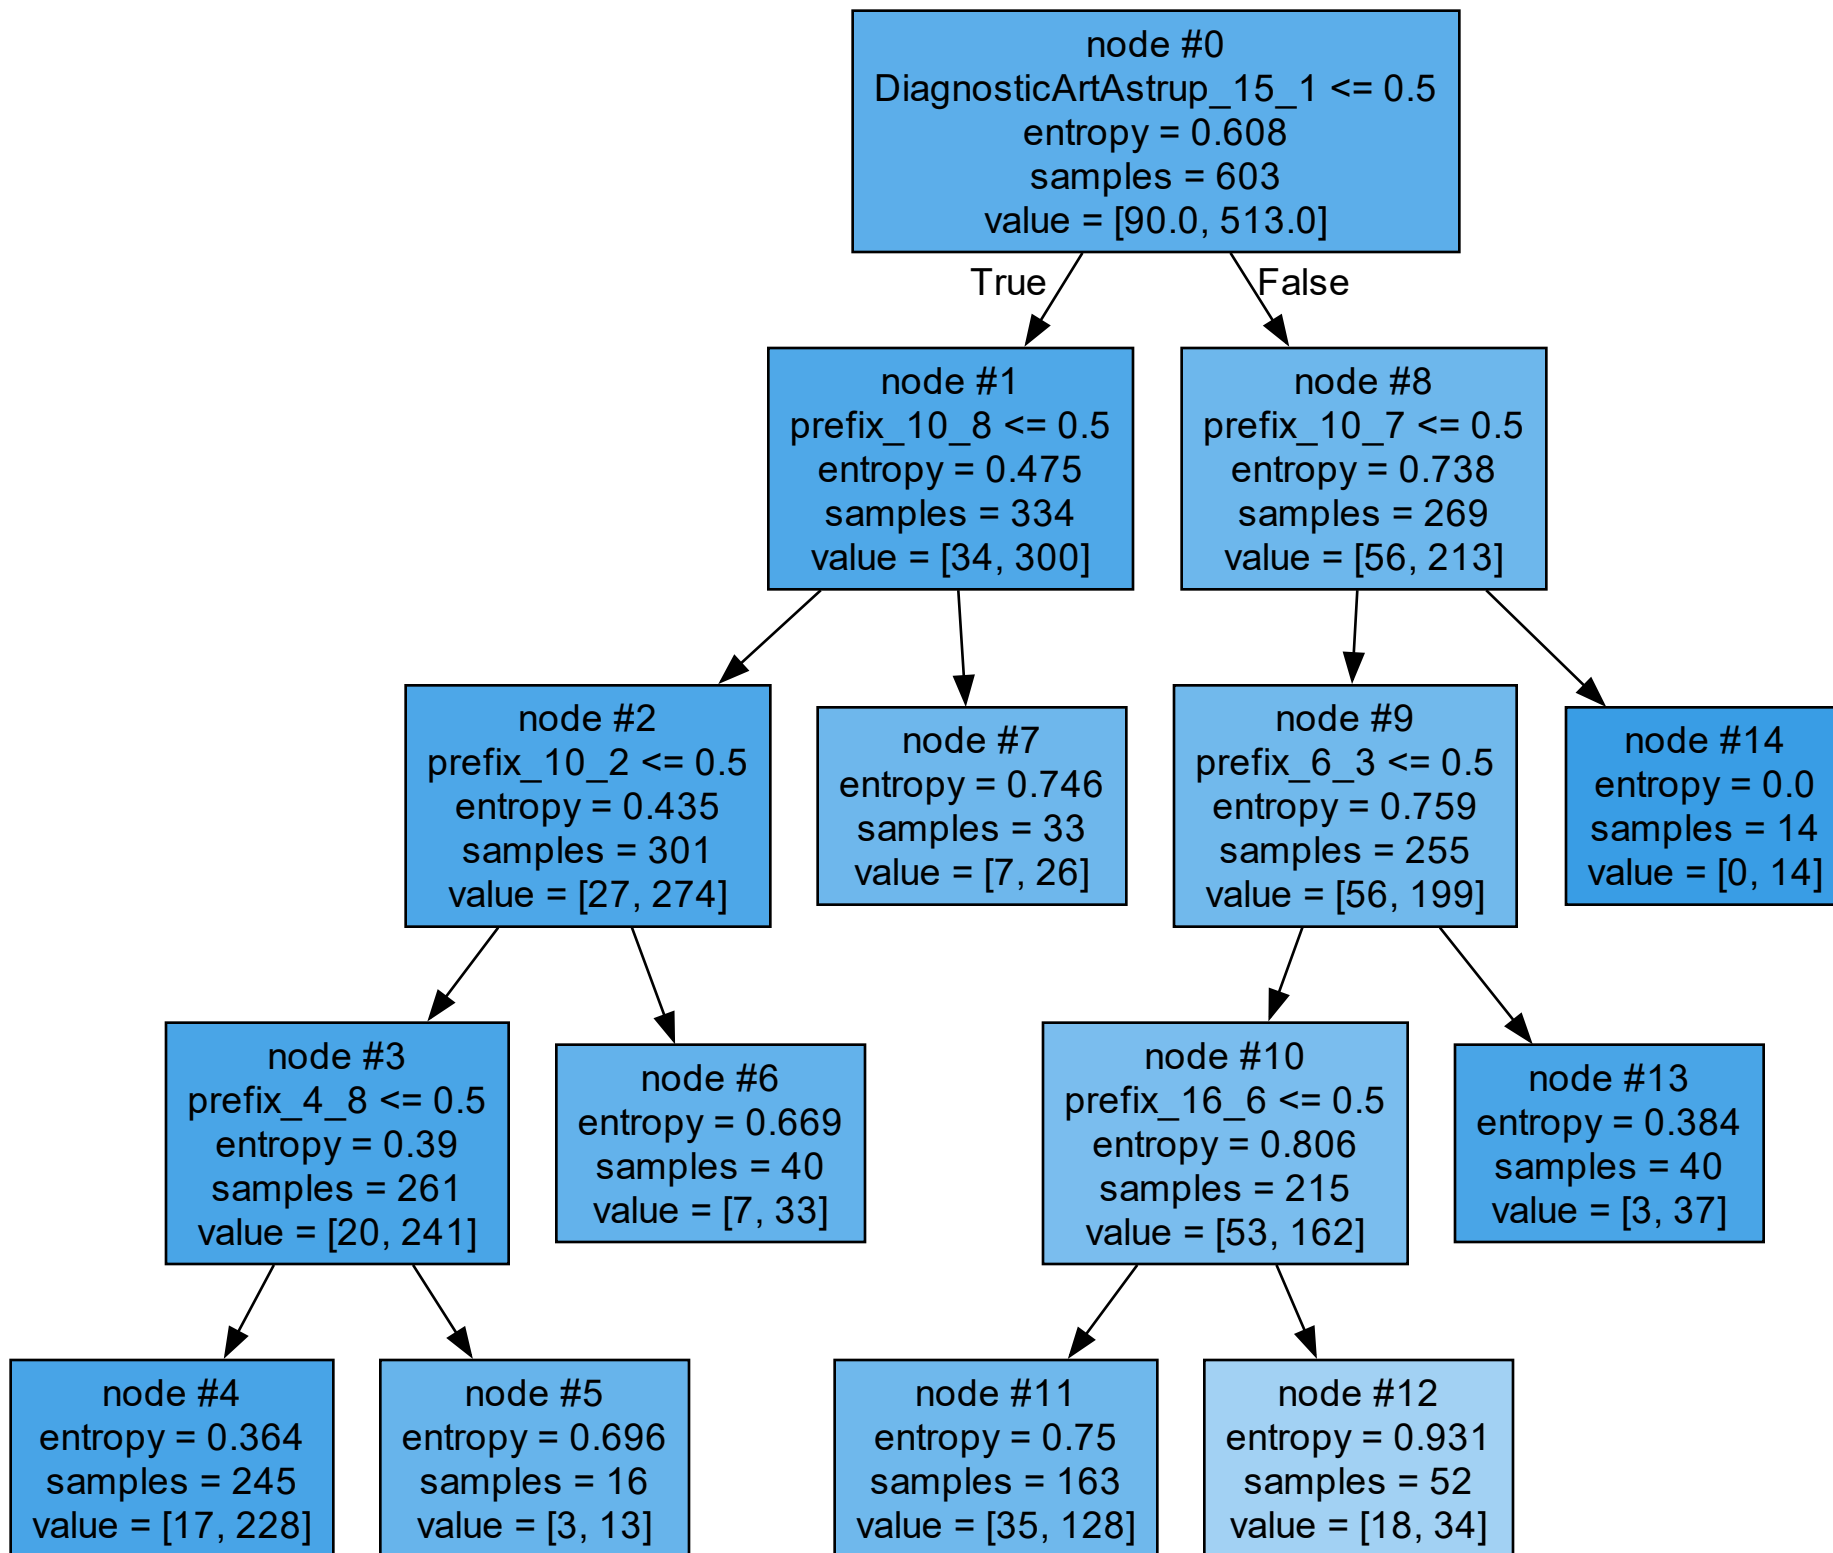 node #0
DiagnosticArtAstrup_15_1 <= 0.5
entropy = 0.608
samples = 603
value = [90.0, 513.0]
True
False
node #1
prefix_10_8 <= 0.5
entropy = 0.475
samples = 334
value = [34, 300]
node #8
prefix_10_7 <= 0.5
entropy = 0.738
samples = 269
value = [56, 213]
node #2
prefix_10_2 <= 0.5
entropy = 0.435
samples = 301
value = [27, 274]
node #7
entropy = 0.746
samples = 33
value = [7, 26]
node #9
prefix_6_3 <= 0.5
entropy = 0.759
samples = 255
value = [56, 199]
node #14
entropy = 0.0
samples = 14
value = [0, 14]
node #3
prefix_4_8 <= 0.5
entropy = 0.39
samples = 261
value = [20, 241]
node #6
entropy = 0.669
samples = 40
value = [7, 33]
node #10
prefix_16_6 <= 0.5
entropy = 0.806
samples = 215
value = [53, 162]
node #13
entropy = 0.384
samples = 40
value = [3, 37]
node #4
entropy = 0.364
samples = 245
value = [17, 228]
node #5
entropy = 0.696
samples = 16
value = [3, 13]
node #11
entropy = 0.75
samples = 163
value = [35, 128]
node #12
entropy = 0.931
samples = 52
value = [18, 34]